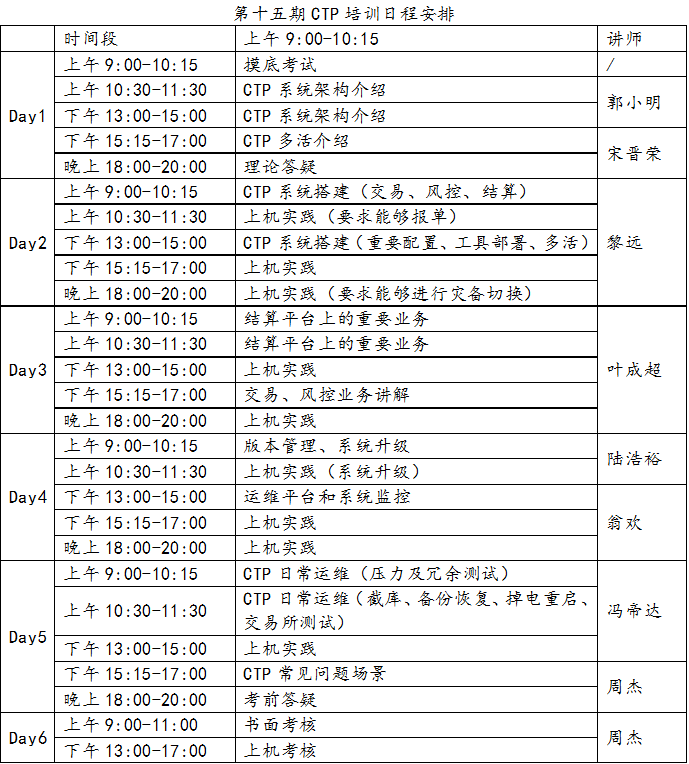 第十五期 CTP 培训日程安排
时间段 上午 9:00-10:15 讲师
Day1
上午 9:00-10:15 摸底考试 /
上午 10:30-11:30 CTP 系统架构介绍 郭小明
下午 13:00-15:00 CTP 系统架构介绍
下午 15:15-17:00 CTP 多活介绍 宋晋荣
晚上 18:00-20:00 理论答疑
Day2
上午 9:00-10:15 CTP 系统搭建（交易、风控、结算） 黎远
上午 10:30-11:30 上机实践（要求能够报单）
下午 13:00-15:00 CTP 系统搭建（重要配置、工具部署、多活）
下午 15:15-17:00 上机实践
晚上 18:00-20:00 上机实践（要求能够进行灾备切换）
Day3
上午 9:00-10:15 结算平台上的重要业务 叶成超
上午 10:30-11:30 结算平台上的重要业务
下午 13:00-15:00 上机实践
下午 15:15-17:00 交易、风控业务讲解
晚上 18:00-20:00 上机实践
Day4
上午 9:00-10:15 版本管理、系统升级 陆浩裕
上午 10:30-11:30 上机实践（系统升级）
下午 13:00-15:00 运维平台和系统监控 翁欢
下午 15:15-17:00 上机实践
晚上 18:00-20:00 上机实践
Day5
上午 9:00-10:15 CTP 日常运维（压力及冗余测试） 冯帝达
上午 10:30-11:30 CTP 日常运维（截库、备份恢复、掉电重启、
交易所测试）
下午 13:00-15:00 上机实践
下午 15:15-17:00 CTP 常见问题场景 周杰
晚上 18:00-20:00 考前答疑
Day6
上午 9:00-11:00 书面考核 周杰
下午 13:00-17:00 上机考核